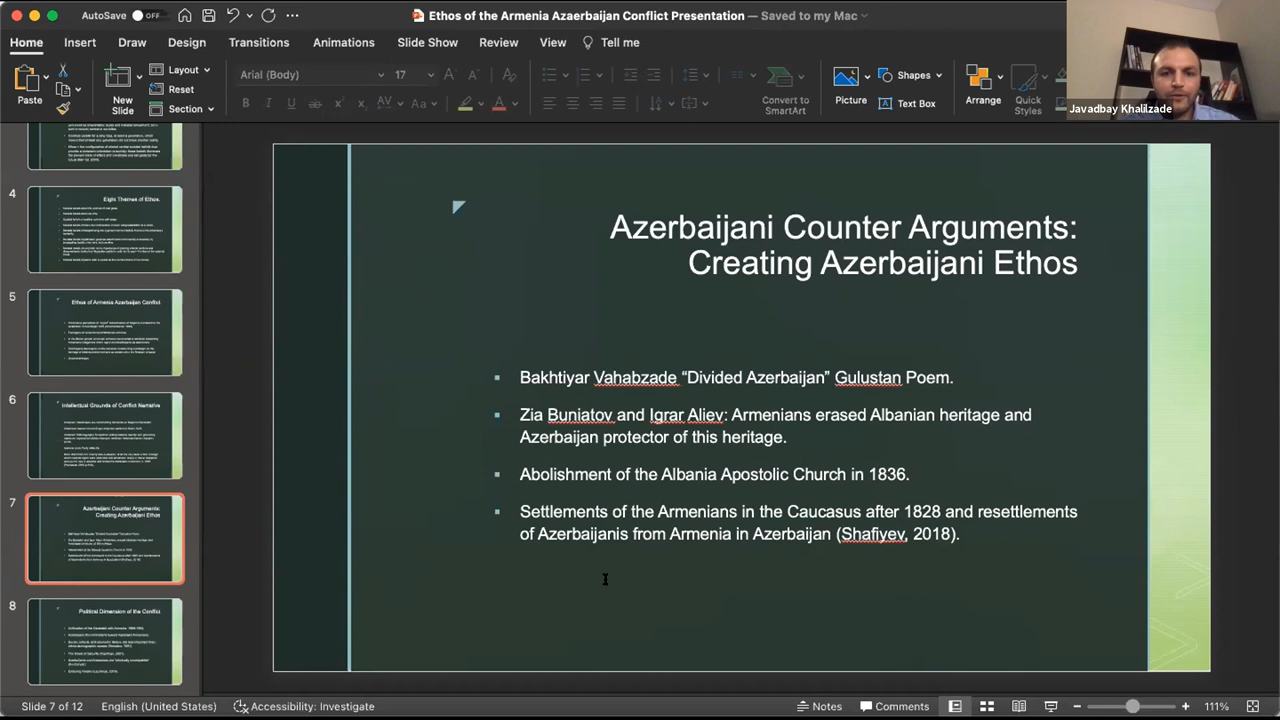 AutoSave OFF
Ethos of the Armenia Azaerbaijan Conflict Presentation — Saved to my Mac
Home Insert Draw Design Transitions Animations Slide Show Review View Tell me
Paste
New Slide
Layout
Reset
Section
Arial (Body) 17
Convert to SmartArt
Picture
Shapes
Text Box
Arrange
Quick Styles
Javadbay Khalilzade
4
Eight Themes of Ethos.
5
Ethos of Armenia Azerbaijan Conflict
6
Intellectual Grounds of Conflict Narrative
7
Azerbaijani Counter Arguments:
Creating Azerbaijani Ethos
8
Political Dimension of the Conflict
Azerbaijani Counter Arguments:
Creating Azerbaijani Ethos
Bakhtiyar Vahabzade “Divided Azerbaijan” Gulustan Poem.
Zia Buniatov and Igrar Aliev: Armenians erased Albanian heritage and
Azerbaijan protector of this heritage.
Abolishment of the Albania Apostolic Church in 1836.
Settlements of the Armenians in the Caucasus after 1828 and resettlements
of Azerbaijanis from Armenia in Azerbaijan (Shafiyev, 2018).
Slide 7 of 12 English (United States) Accessibility: Investigate
Notes Comments 111%